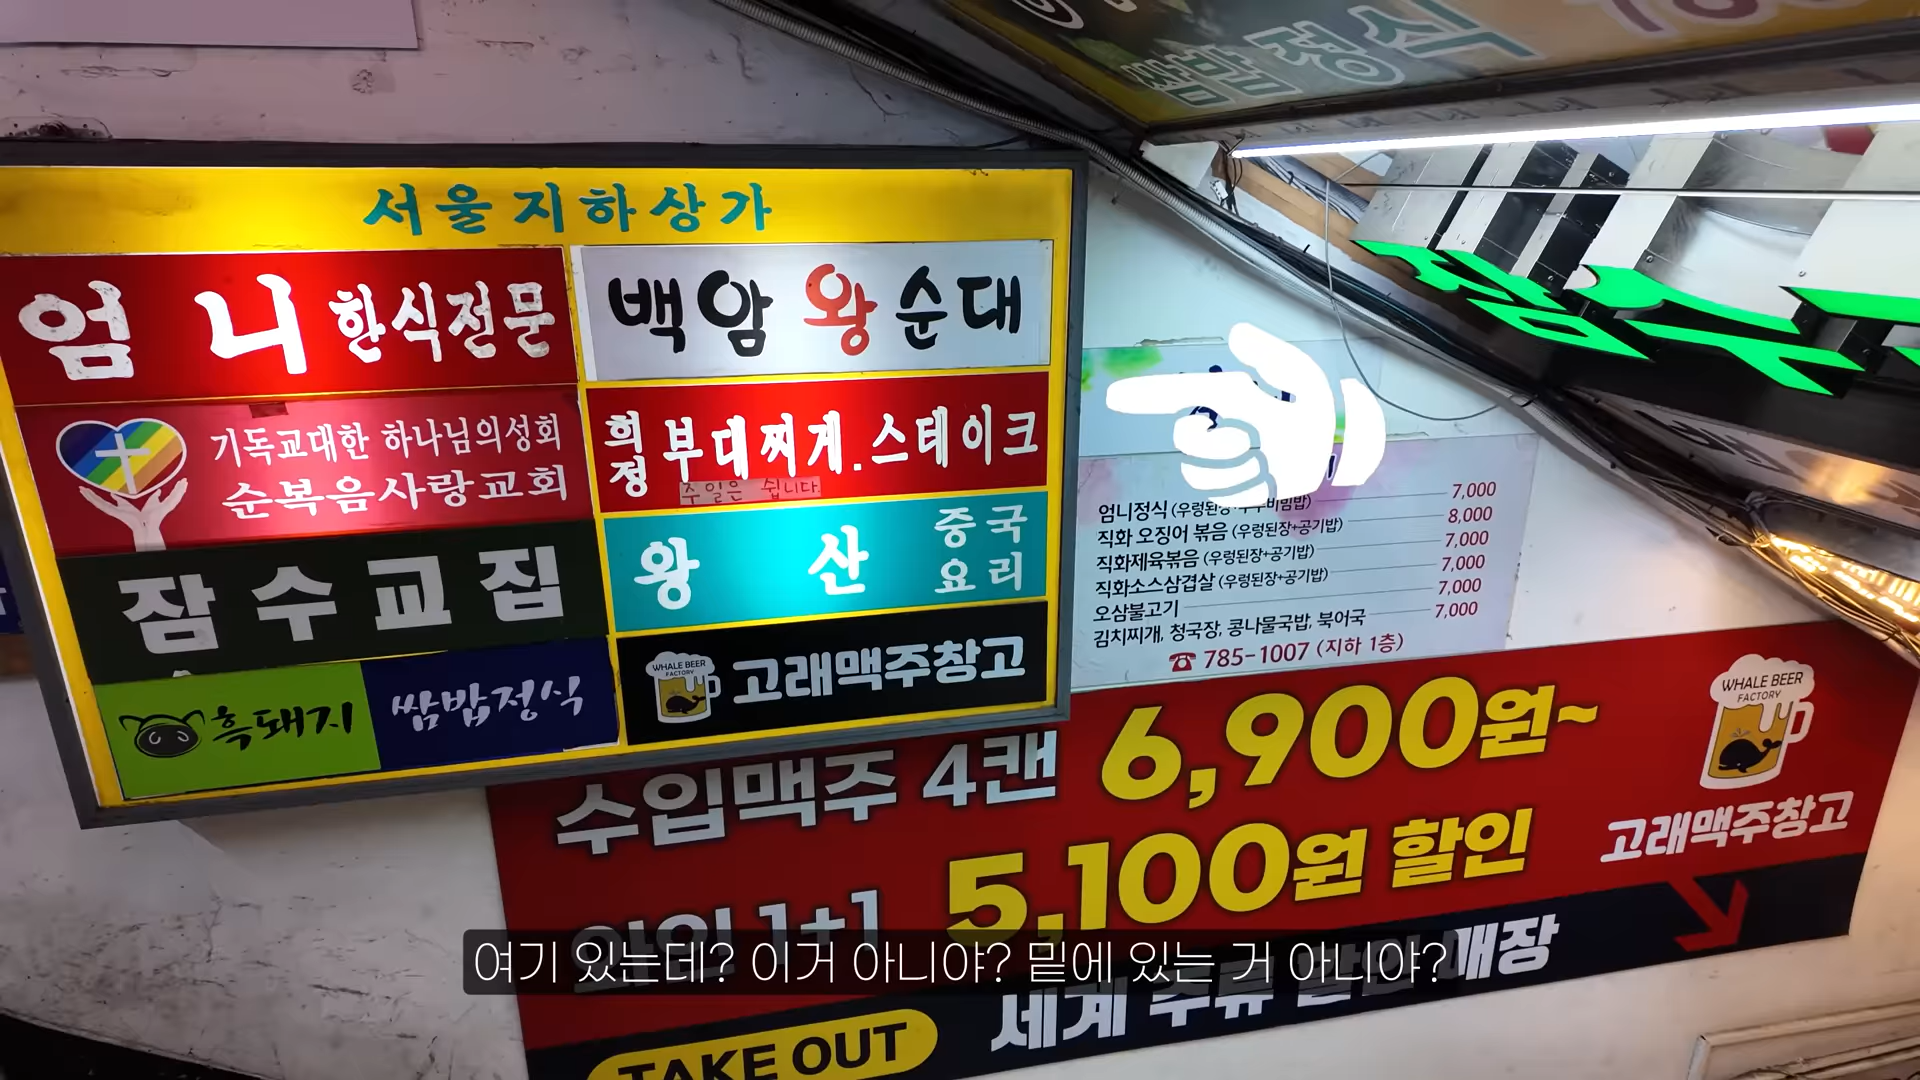 쌈밥정식
서울지하상가
엄니 한식전문
백암왕순대
기독교대한 하나님의성회
순복음사랑교회
희정 부대찌게.스테이크
주일은 쉽니다.
잠수교집
왕산 중국요리
흑돼지
쌈밥정식
WHALE BEER
FACTORY
고래맥주창고
엄니정식 7,000
직화 오징어 볶음 (우렁된장+공기밥) 8,000
직화제육볶음 (우렁된장+공기밥) 7,000
직화소스삼겹살 (우렁된장+공기밥) 7,000
오삼불고기 7,000
김치찌개, 청국장, 콩나물국밥, 북어국 7,000
☎ 785-1007 (지하 1층)
수입맥주 4캔 6,900원~
와인 1+1 5,100원 할인
WHALE BEER
FACTORY
고래맥주창고
세계 주류 할인 매장
TAKE OUT
여기 있는데? 이거 아니야? 밑에 있는 거 아니야?